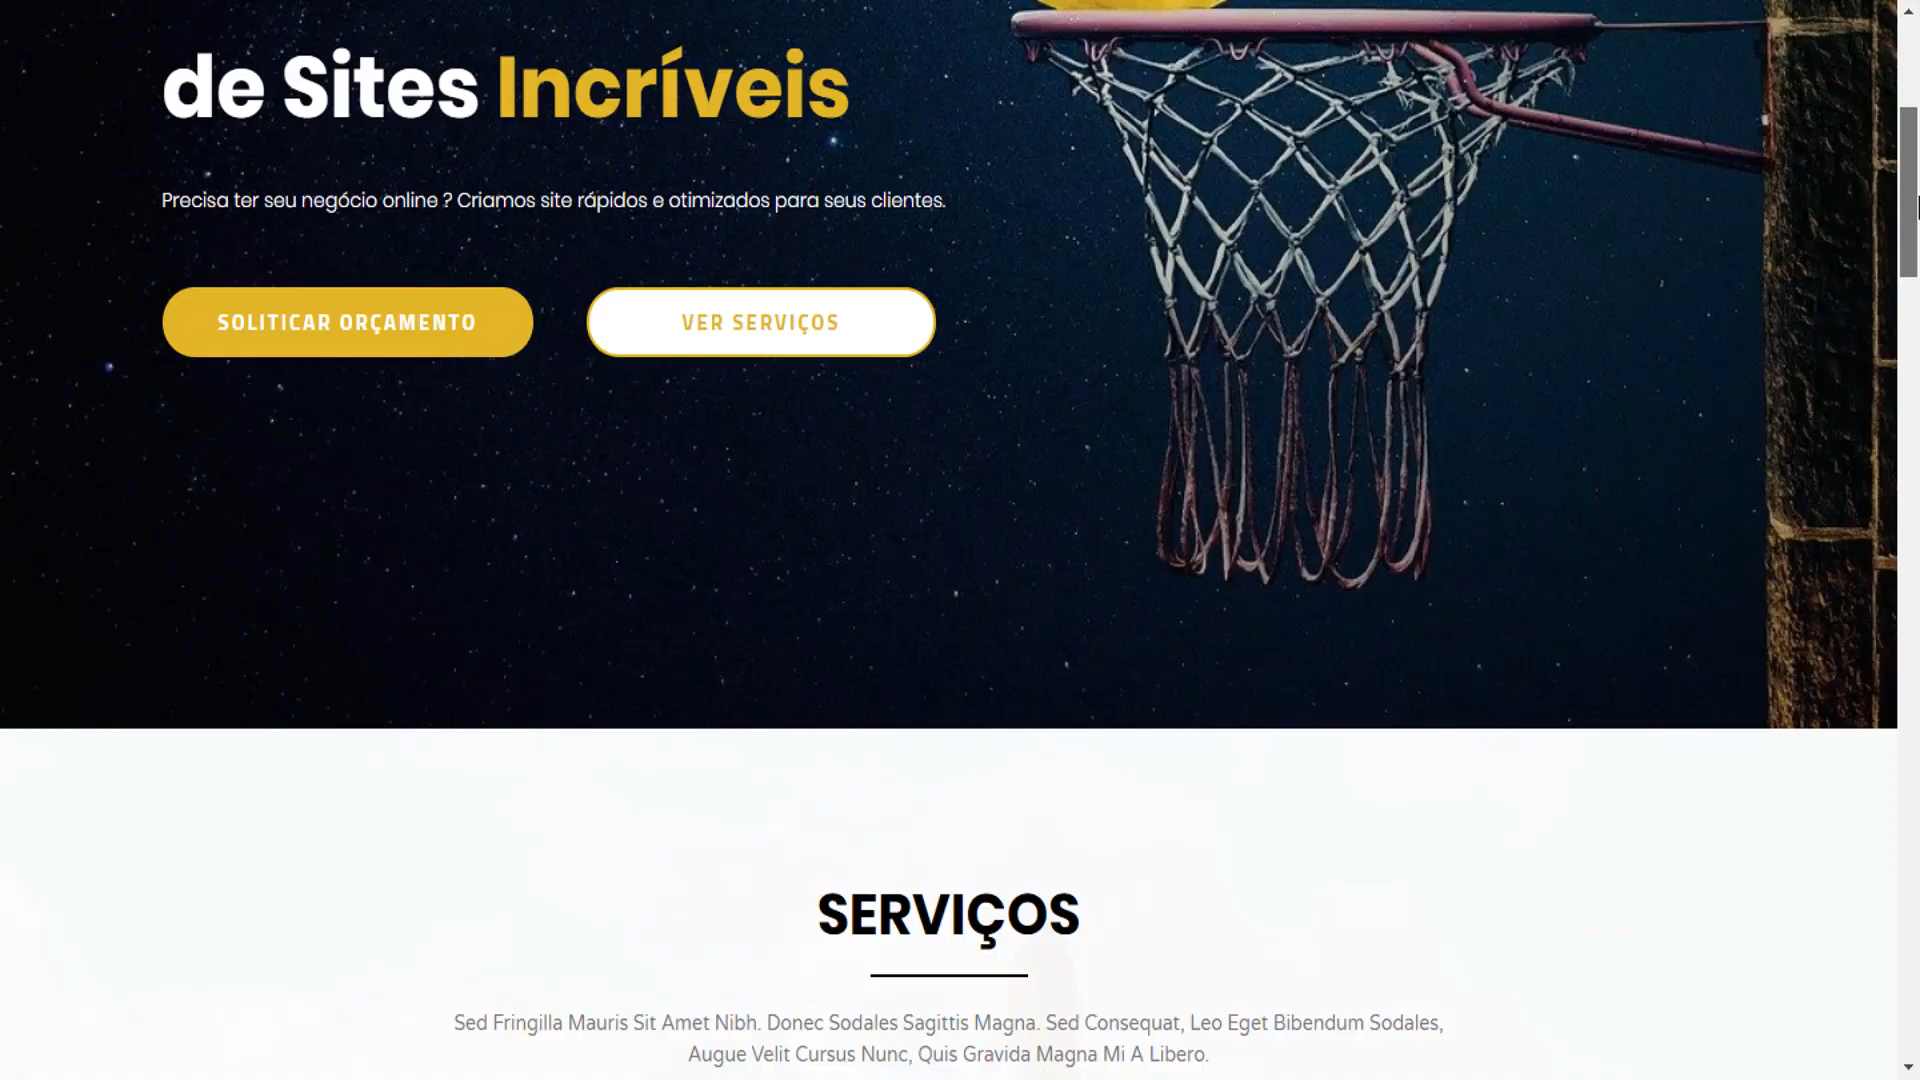 de Sites Incríveis
Precisa ter seu negócio online ? Criamos site rápidos e otimizados para seus clientes.
SOLITICAR ORÇAMENTO
VER SERVIÇOS
SERVIÇOS
Sed Fringilla Mauris Sit Amet Nibh. Donec Sodales Sagittis Magna. Sed Consequat, Leo Eget Bibendum Sodales,
Augue Velit Cursus Nunc, Quis Gravida Magna Mi A Libero.